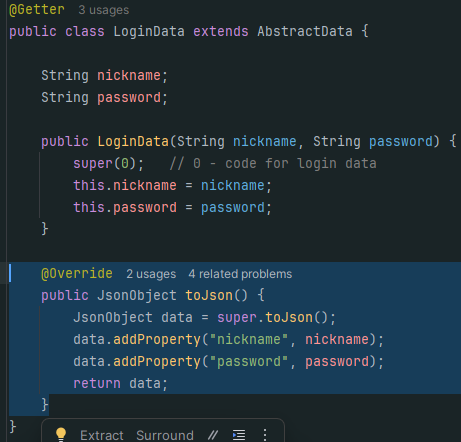 @Getter 3 usages
public class LoginData extends AbstractData {
String nickname;
String password;
public LoginData(String nickname, String password) {
super(0); // 0 - code for login data
this.nickname = nickname;
this.password = password;
}
@Override 2 usages 4 related problems
public JsonObject toJson() {
JsonObject data = super.toJson();
data.addProperty("nickname", nickname);
data.addProperty("password", password);
return data;
}
}
Extract Surround //